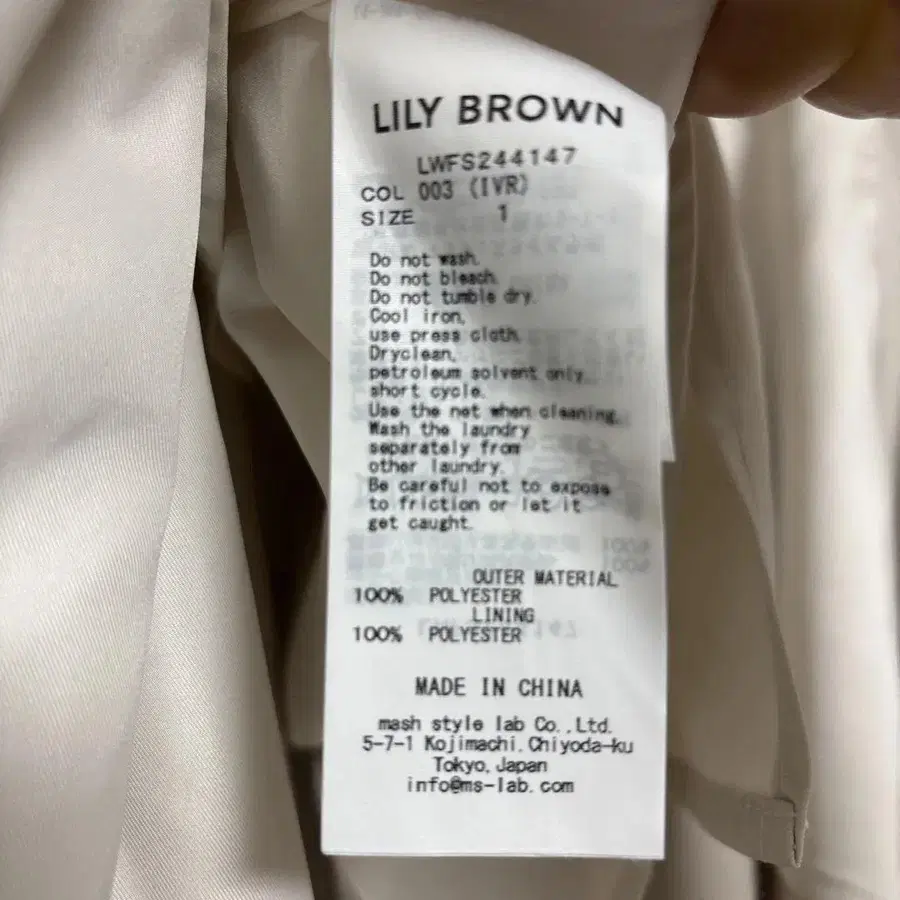 LILY BROWN
LWFS244147
COL 003 (IVR)
SIZE 1
Do not wash.
Do not bleach.
Do not tumble dry.
Cool iron,
use press cloth.
Dryclean,
petroleum solvent only.
short cycle.
Use the net when cleaning.
Wash the laundry
separately from
other laundry.
Be careful not to expose
to friction or let it
get caught.
OUTER MATERIAL
100% POLYESTER
LINING
100% POLYESTER
MADE IN CHINA
mash style lab Co.,Ltd.
5-7-1 Kojimachi,Chiyoda-ku
Tokyo,Japan
info@ms-lab.com